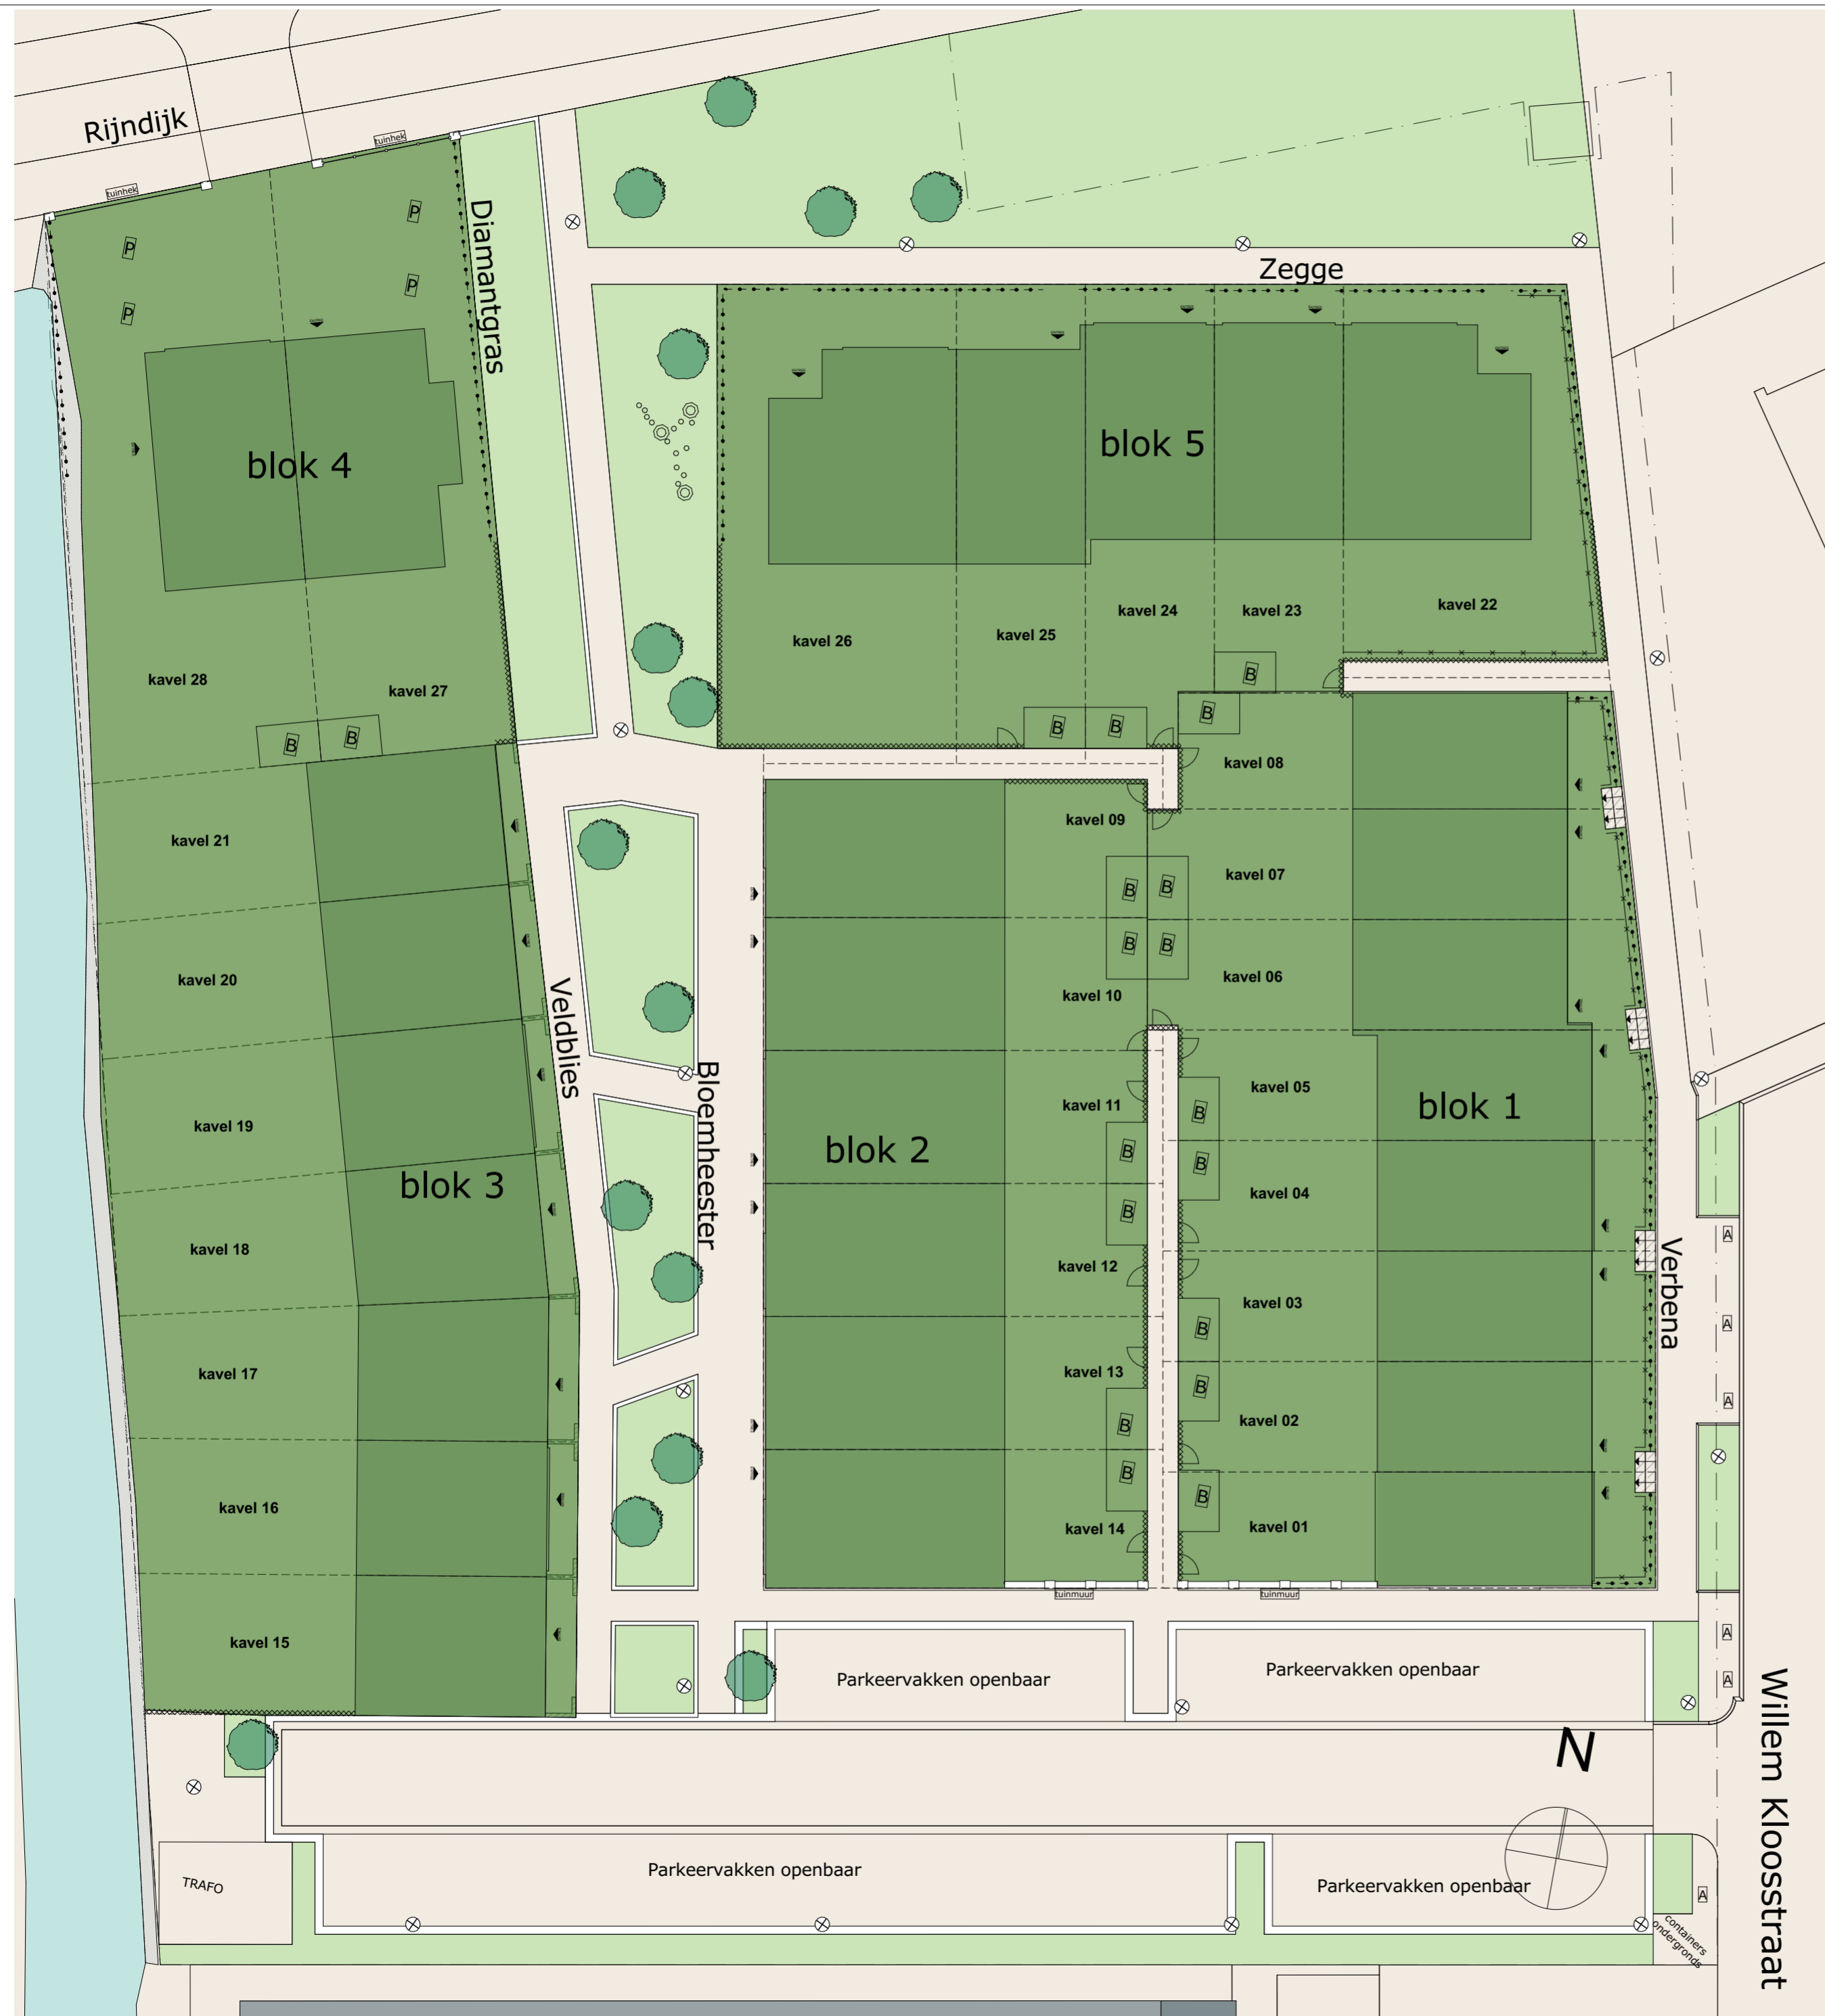 Rijndijk
tuinhek
tuinhek
Diamantgras
Zegge
P
P
P
P
blok 4
blok 5
kavel 28
kavel 27
kavel 26
kavel 25
kavel 24
kavel 23
kavel 22
B
B
B
B
B
B
kavel 21
kavel 20
kavel 19
kavel 18
kavel 17
kavel 16
kavel 15
blok 3
Veldblies
Bloemheester
blok 2
kavel 09
kavel 10
kavel 11
kavel 12
kavel 13
kavel 14
B
B
B
B
B
B
B
B
kavel 08
kavel 07
kavel 06
kavel 05
kavel 04
kavel 03
kavel 02
kavel 01
B
B
B
B
B
blok 1
Verbena
A
A
A
A
A
tuinmuur
tuinmuur
Parkeervakken openbaar
Parkeervakken openbaar
N
Willem Kloosstraat
Parkeervakken openbaar
Parkeervakken openbaar
TRAFO
A
containers
ondergronds